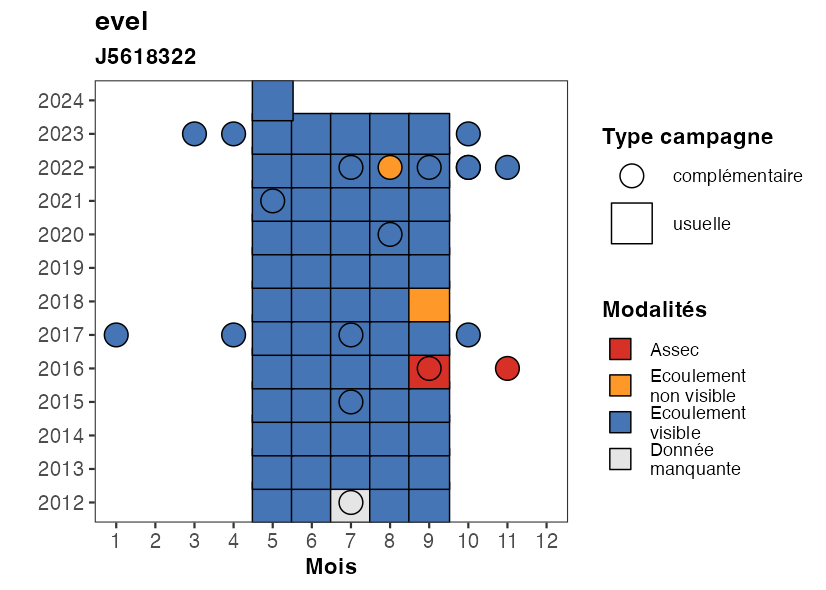 evel
J5618322
2024
2023
2022
2021
2020
2019
2018
2017
2016
2015
2014
2013
2012
1 2 3 4 5 6 7 8 9 10 11 12
Mois
Type campagne
complémentaire
usuelle
Modalités
Assec
Ecoulement
non visible
Ecoulement
visible
Donnée
manquante